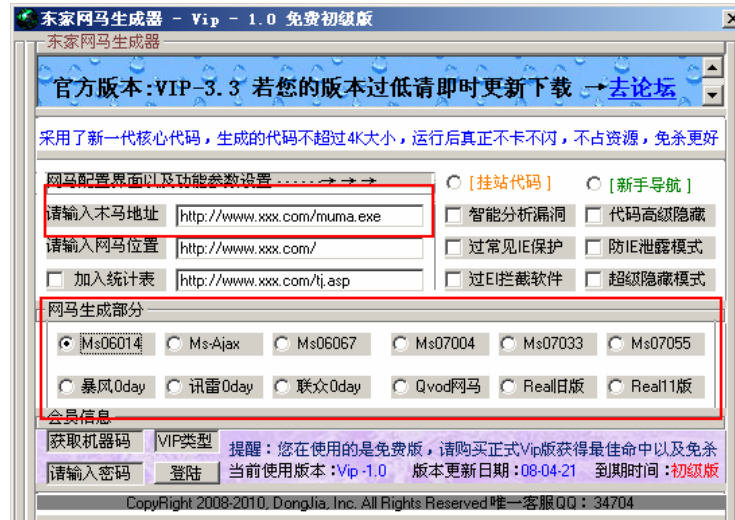 东家网马生成器 - Vip - 1.0 免费初级版
东家网马生成器
官方版本:VIP-3.3 若您的版本过低请即时更新下载 →去论坛
采用了新一代核心代码，生成的代码不超过4K大小，运行后真正不卡不闪，不占资源，免杀更好
网马配置界面以及功能参数设置 ······→ → →
[挂站代码]
[新手导航]
请输入木马地址 http://www.xxx.com/muma.exe
智能分析漏洞
代码高级隐藏
请输入网马位置 http://www.xxx.com/
过常见IE保护
防IE泄露模式
加入统计表 http://www.xxx.com/tj.asp
过EI拦截软件
超级隐藏模式
网马生成部分
Ms06014 Ms-Ajax Ms06067 Ms07004 Ms07033 Ms07055
暴风0day 讯雷0day 联众0day Qvod网马 Real旧版 Real11版
会员信息
获取机器码 VIP类型 提醒：您在使用的是免费版，请购买正式Vip版获得最佳命中以及免杀
请输入密码 登陆 当前使用版本：Vip-1.0 版本更新日期：08-04-21 到期时间：初级版
CopyRight 2008-2010, DongJia, Inc. All Rights Reserved 唯一客服QQ：34704